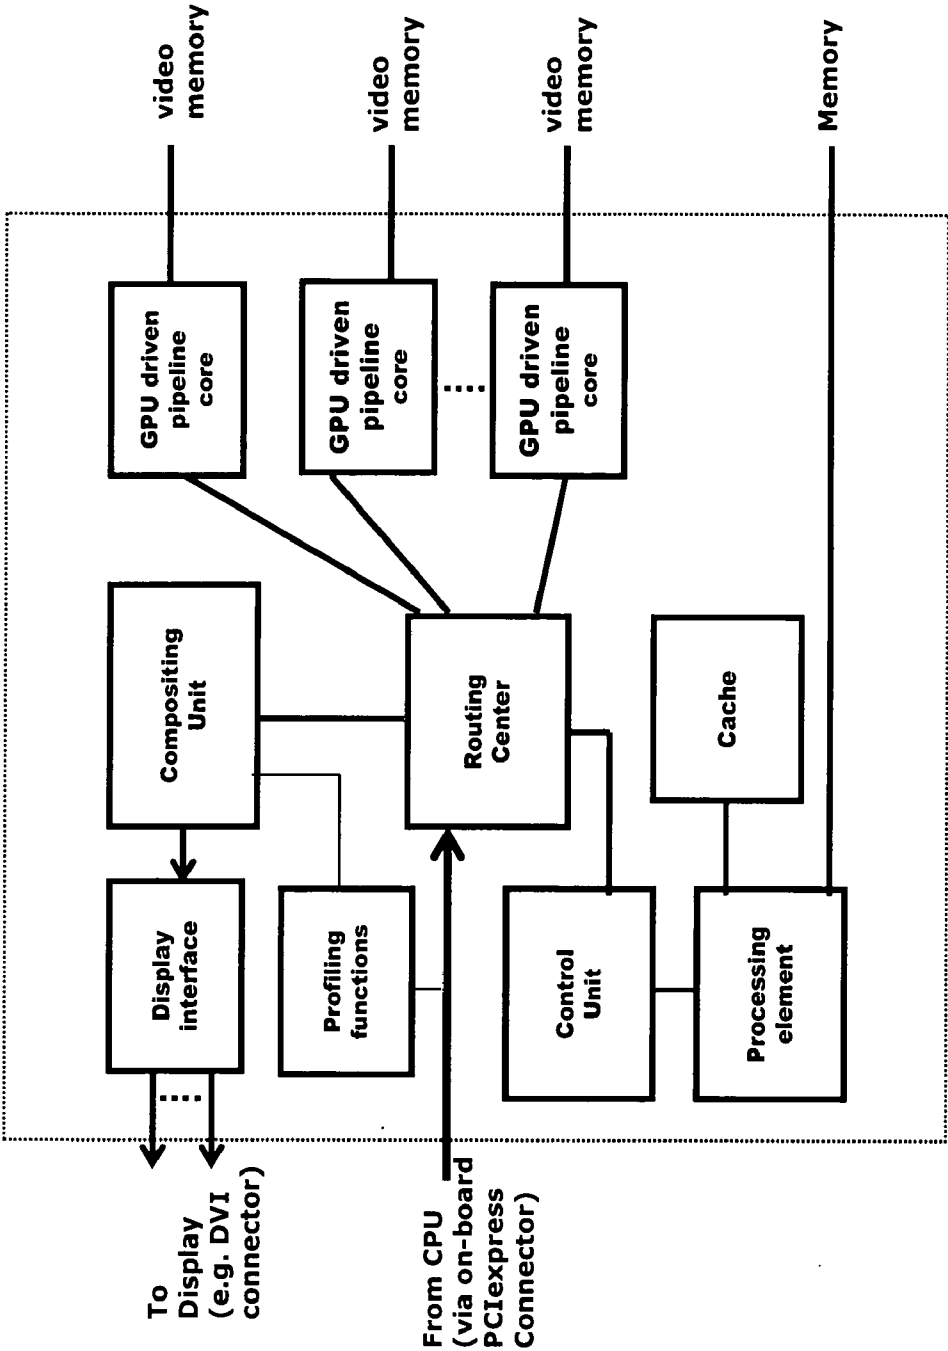 video
memory
video
memory
video
memory
Memory
GPU driven
pipeline
core
GPU driven
pipeline
core
GPU driven
pipeline
core
Compositing
Unit
Routing
Center
Cache
Display
interface
Profiling
functions
Control
Unit
Processing
element
To
Display
(e.g. DVI
connector)
From CPU
(via on-board
PCIexpress
Connector)